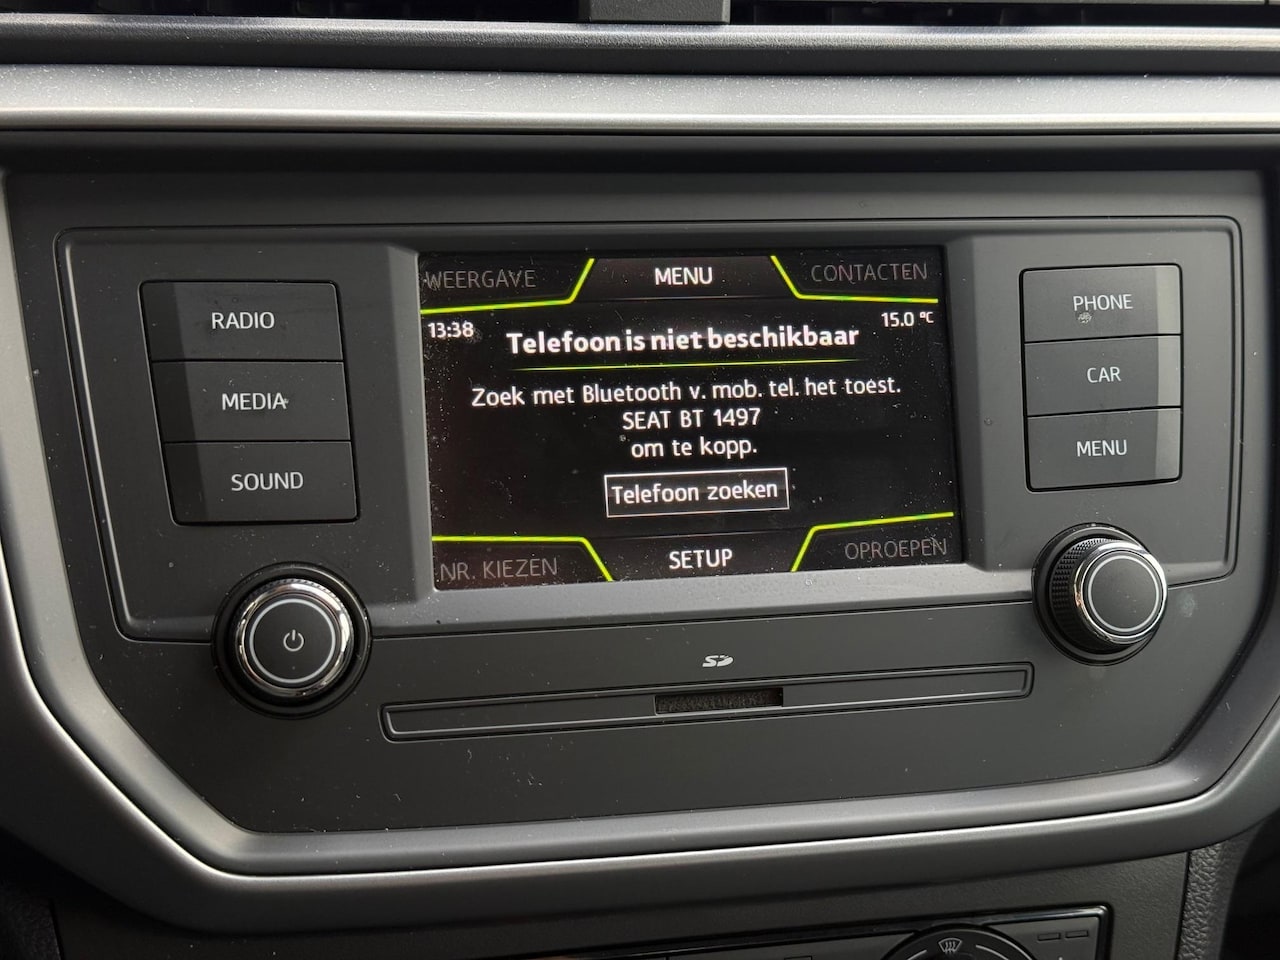 WEERGAVE
MENU
CONTACTEN
RADIO
PHONE
13:38
15.0 °C
Telefoon is niet beschikbaar
CAR
MEDIA
Zoek met Bluetooth v. mob. tel. het toest.
SEAT BT 1497
om te kopp.
MENU
SOUND
Telefoon zoeken
NR. KIEZEN
SETUP
OPROEPEN
SD